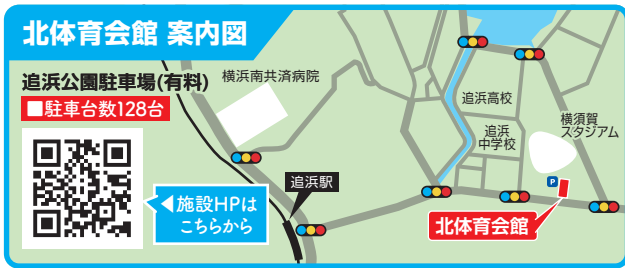 北体育会館 案内図
追浜公園駐車場(有料)
■駐車台数128台
施設HPは
こちらから
横浜南共済病院
追浜駅
追浜高校
追浜
中学校
横須賀
スタジアム
P
北体育会館